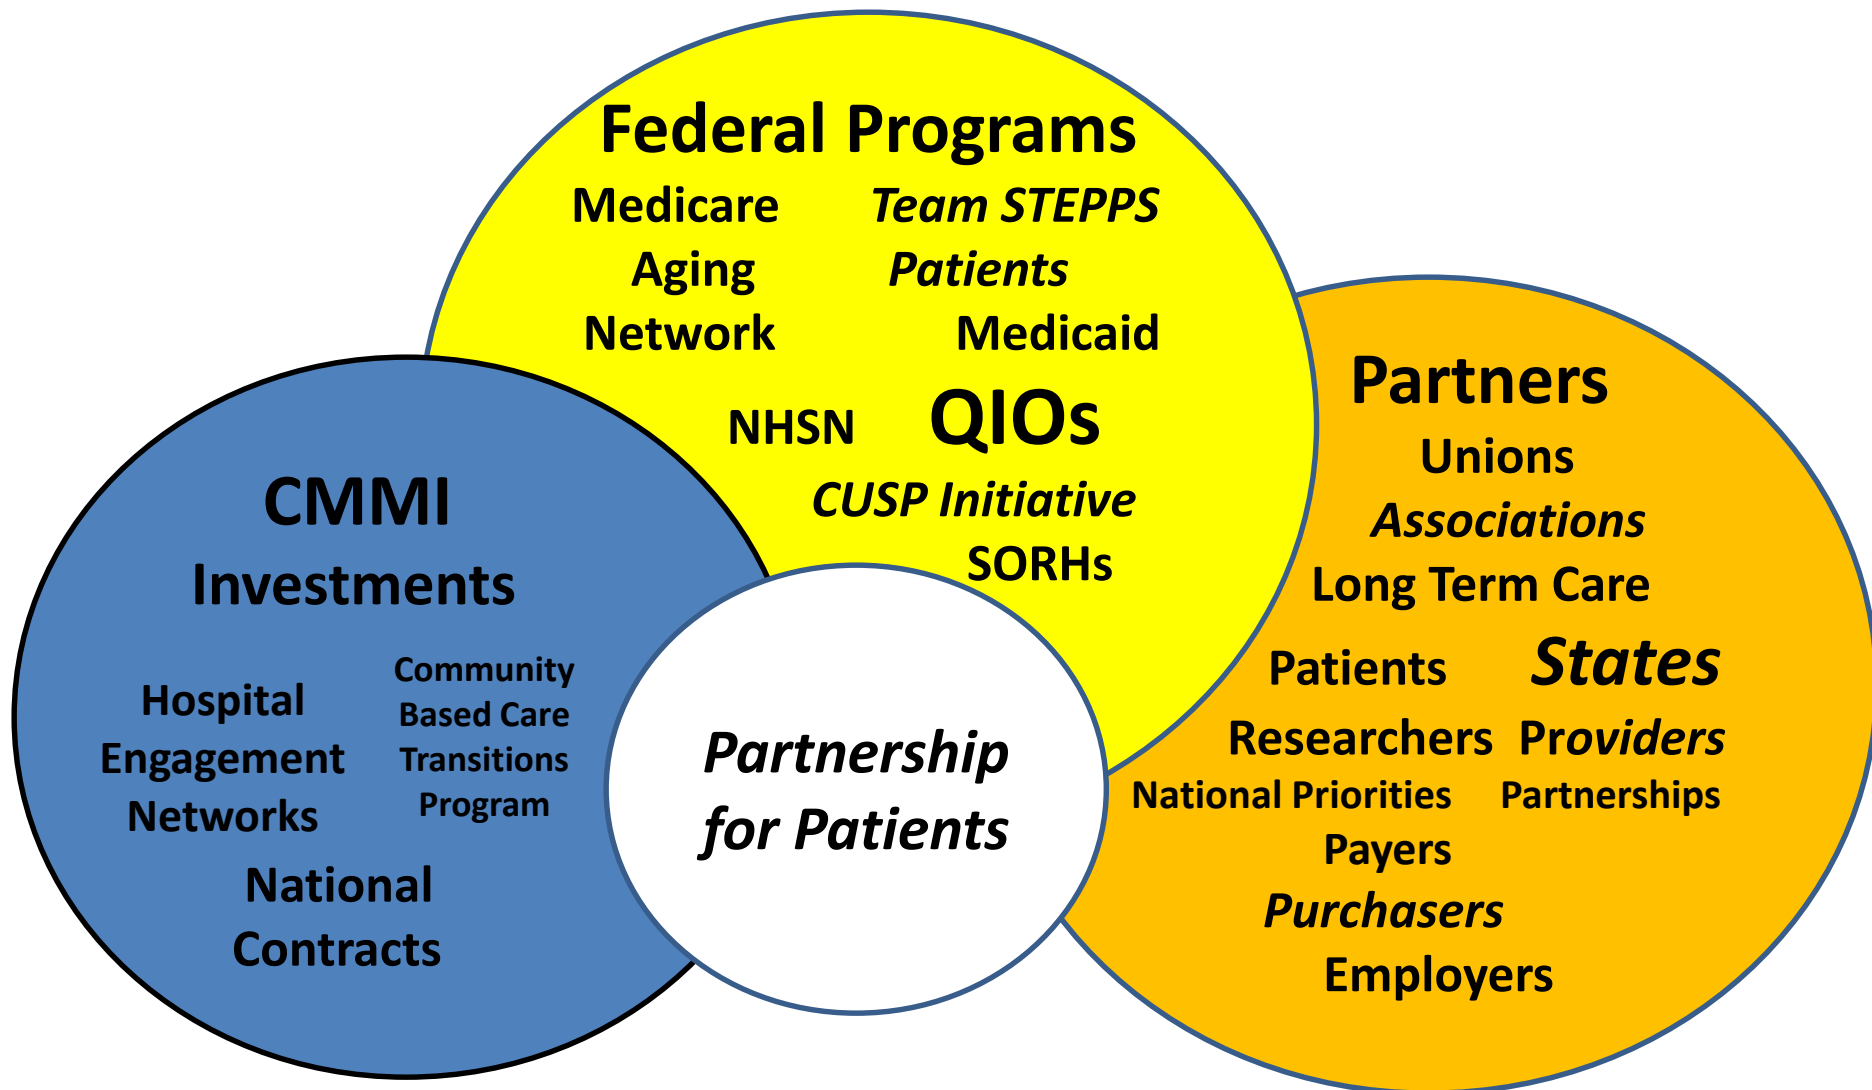 Federal Programs
Medicare Team STEPPS
Aging Patients
Network Medicaid
NHSN QIOs
CUSP Initiative
SORHs
CMMI
Investments
Hospital
Engagement
Networks
Community
Based Care
Transitions
Program
National
Contracts
Partnership
for Patients
Partners
Unions
Associations
Long Term Care
Patients States
Researchers Providers
National Priorities Partnerships
Payers
Purchasers
Employers